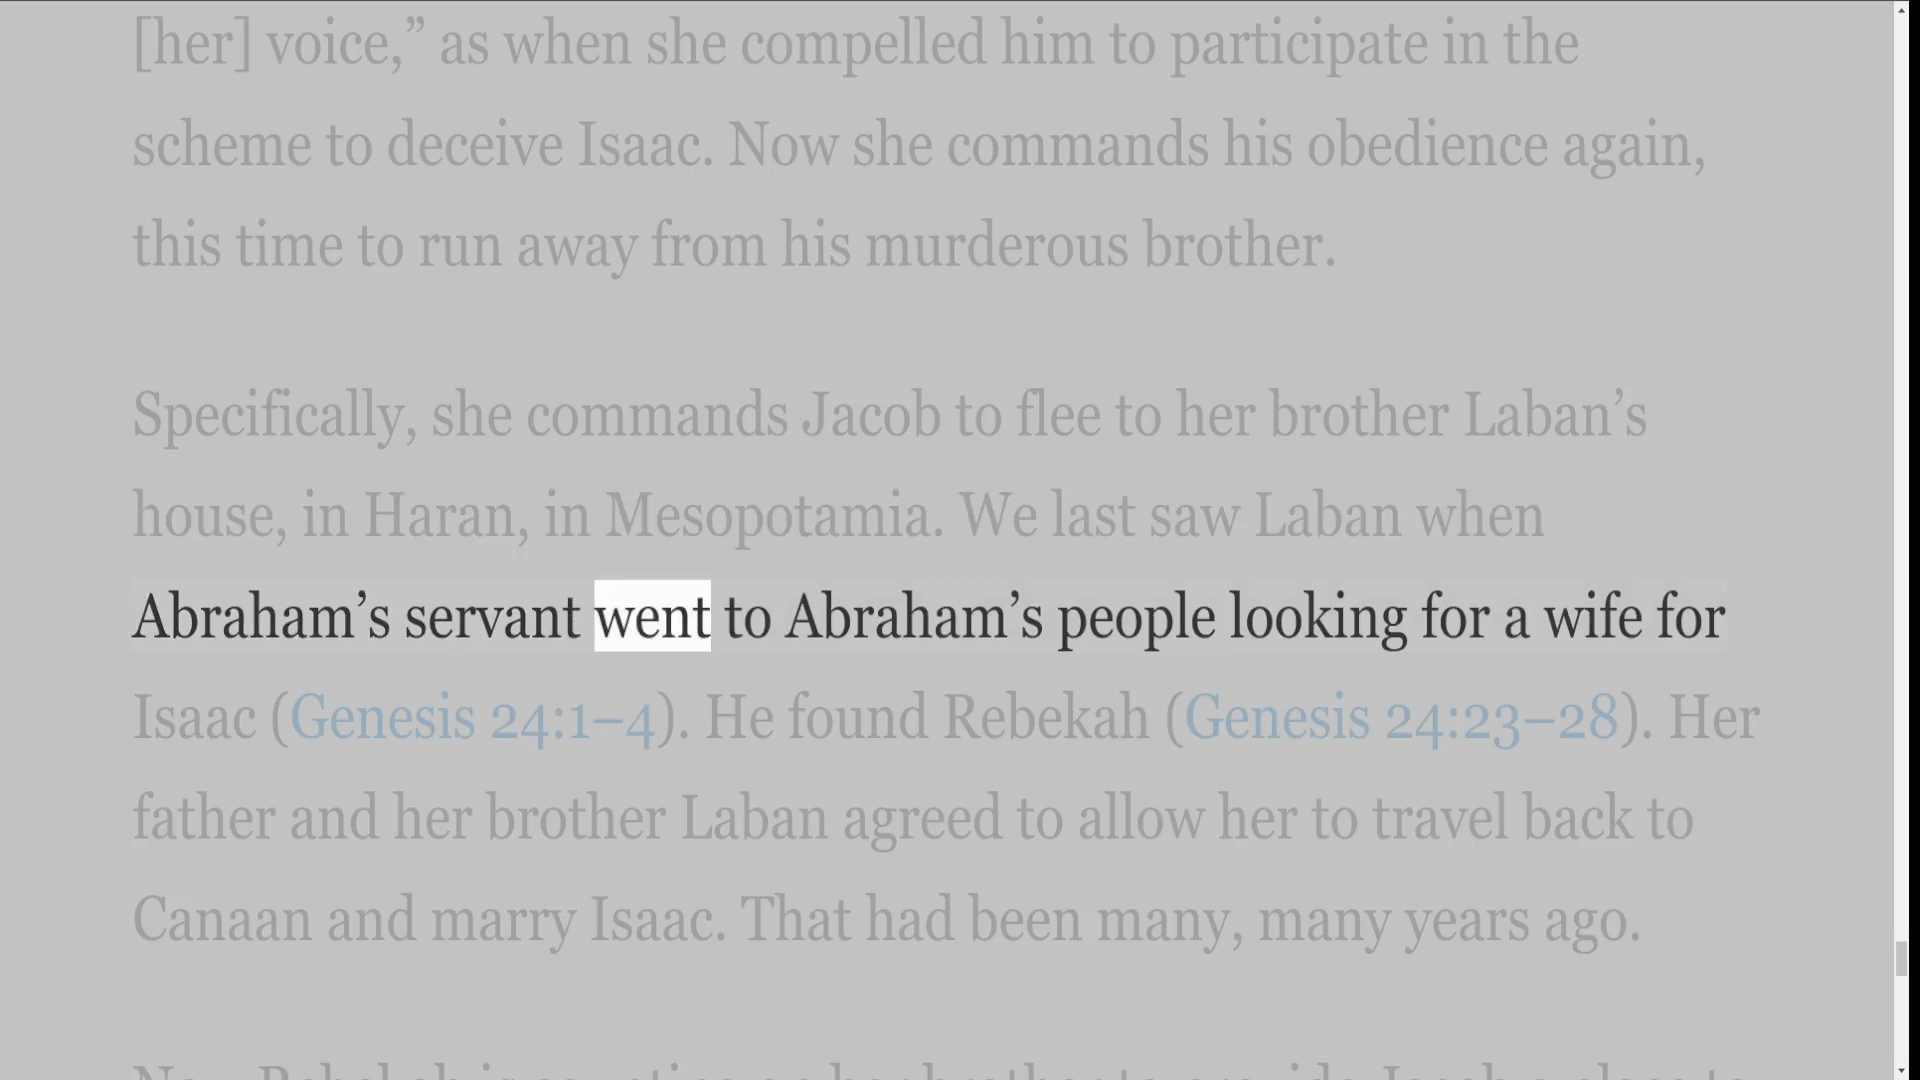 [her] voice,” as when she compelled him to participate in the
scheme to deceive Isaac. Now she commands his obedience again,
this time to run away from his murderous brother.
Specifically, she commands Jacob to flee to her brother Laban’s
house, in Haran, in Mesopotamia. We last saw Laban when
Abraham’s servant went to Abraham’s people looking for a wife for
Isaac (Genesis 24:1–4). He found Rebekah (Genesis 24:23–28). Her
father and her brother Laban agreed to allow her to travel back to
Canaan and marry Isaac. That had been many, many years ago.